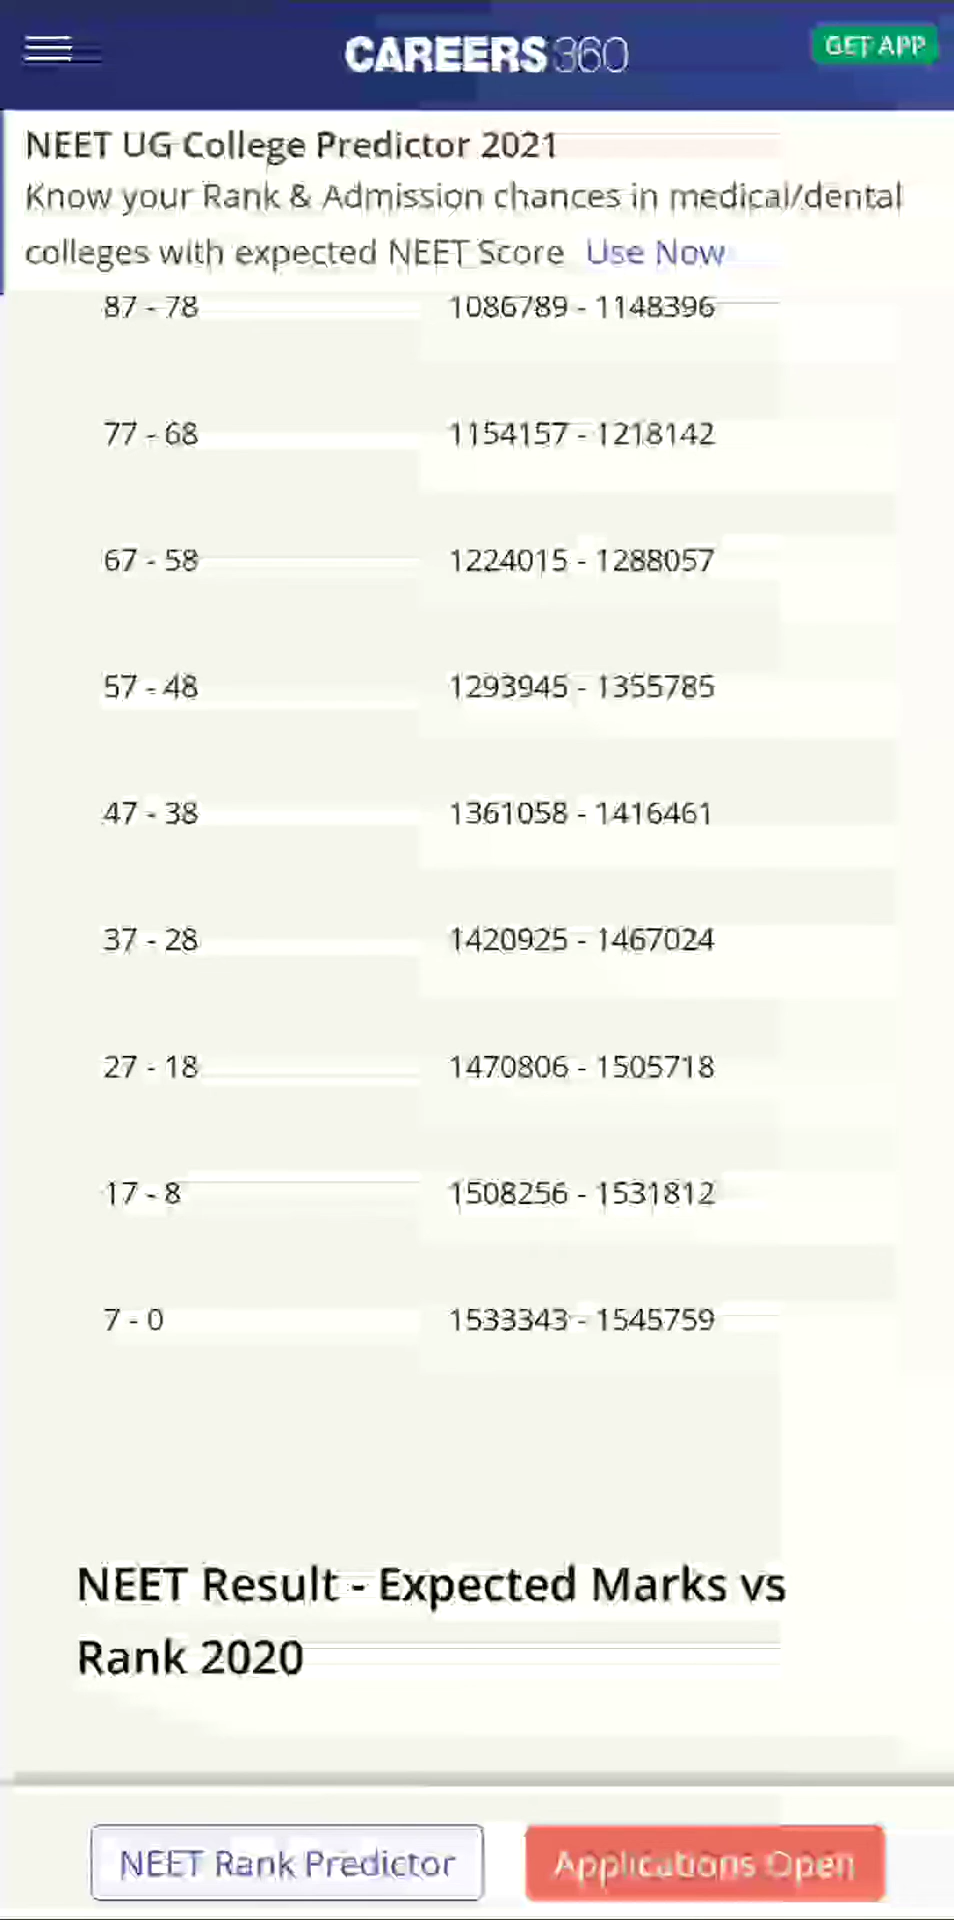 CAREERS360
GET APP
NEET UG College Predictor 2021
Know your Rank & Admission chances in medical/dental
colleges with expected NEET Score Use Now
87 - 78 1086789 - 1148396
77 - 68 1154157 - 1218142
67 - 58 1224015 - 1288057
57 - 48 1293945 - 1355785
47 - 38 1361058 - 1416461
37 - 28 1420925 - 1467024
27 - 18 1470806 - 1505718
17 - 8 1508256 - 1531812
7 - 0 1533343 - 1545759
NEET Result - Expected Marks vs
Rank 2020
NEET Rank Predictor
Applications Open